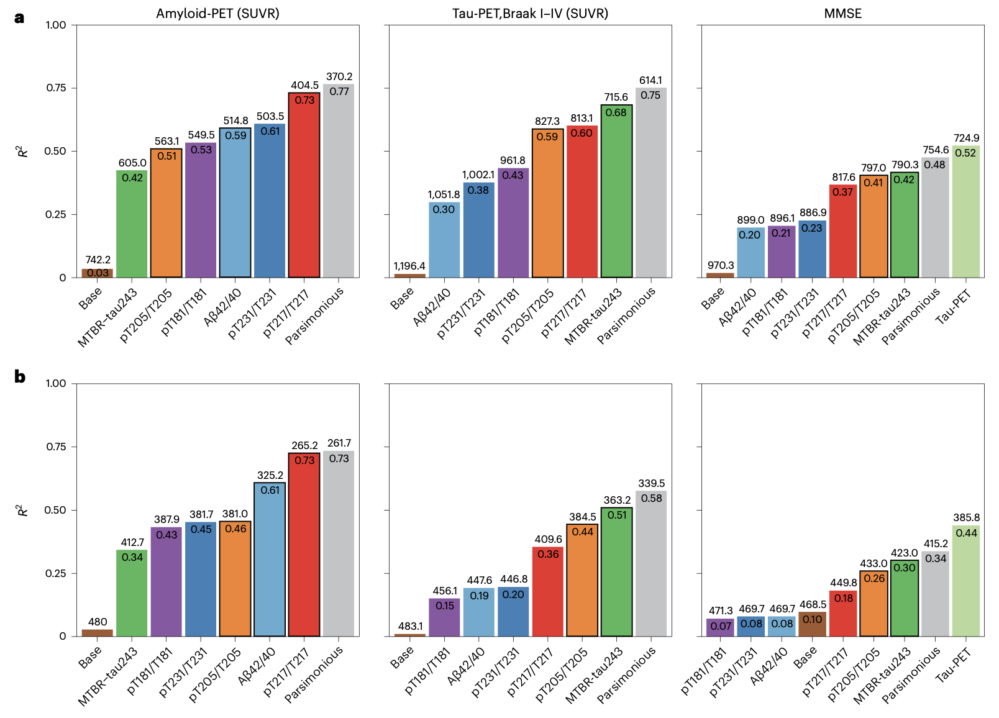 a
Amyloid-PET (SUVR)
Tau-PET,Braak I–IV (SUVR)
MMSE
R2
1.00
0.75
0.50
0.25
0
742.2
0.03
605.0
0.42
563.1
0.51
549.5
0.53
514.8
0.59
503.5
0.61
404.5
0.73
370.2
0.77
Base
MTBR–tau243
pT205/T205
pT181/T181
Aβ42/40
pT231/T231
pT217/T217
Parsimonious
1,196.4
1,051.8
0.30
1,002.1
0.38
961.8
0.43
827.3
0.59
813.1
0.60
715.6
0.68
614.1
0.75
Base
Aβ42/40
pT231/T231
pT181/T181
pT205/T205
pT217/T217
MTBR-tau243
Parsimonious
970.3
899.0
0.20
896.1
0.21
886.9
0.23
817.6
0.37
797.0
0.41
790.3
0.42
754.6
0.48
724.9
0.52
Base
Aβ42/40
pT181/T181
pT231/T231
pT217/T217
pT205/T205
MTBR-tau243
Parsimonious
Tau-PET
b
R2
1.00
0.75
0.50
0.25
0
480
412.7
0.34
387.9
0.43
381.7
0.45
381.0
0.46
325.2
0.61
265.2
0.73
261.7
0.73
Base
MTBR–tau243
pT181/T181
pT231/T231
pT205/T205
Aβ42/40
pT217/T217
Parsimonious
483.1
456.1
0.15
447.6
0.19
446.8
0.20
409.6
0.36
384.5
0.44
363.2
0.51
339.5
0.58
Base
pT181/T181
Aβ42/40
pT231/T231
pT217/T217
pT205/T205
MTBR-tau243
Parsimonious
471.3
0.07
469.7
0.08
469.7
0.08
468.5
0.10
449.8
0.18
433.0
0.26
423.0
0.30
415.2
0.34
385.8
0.44
pT181/T181
pT231/T231
Aβ42/40
Base
pT217/T217
pT205/T205
MTBR-tau243
Parsimonious
Tau-PET